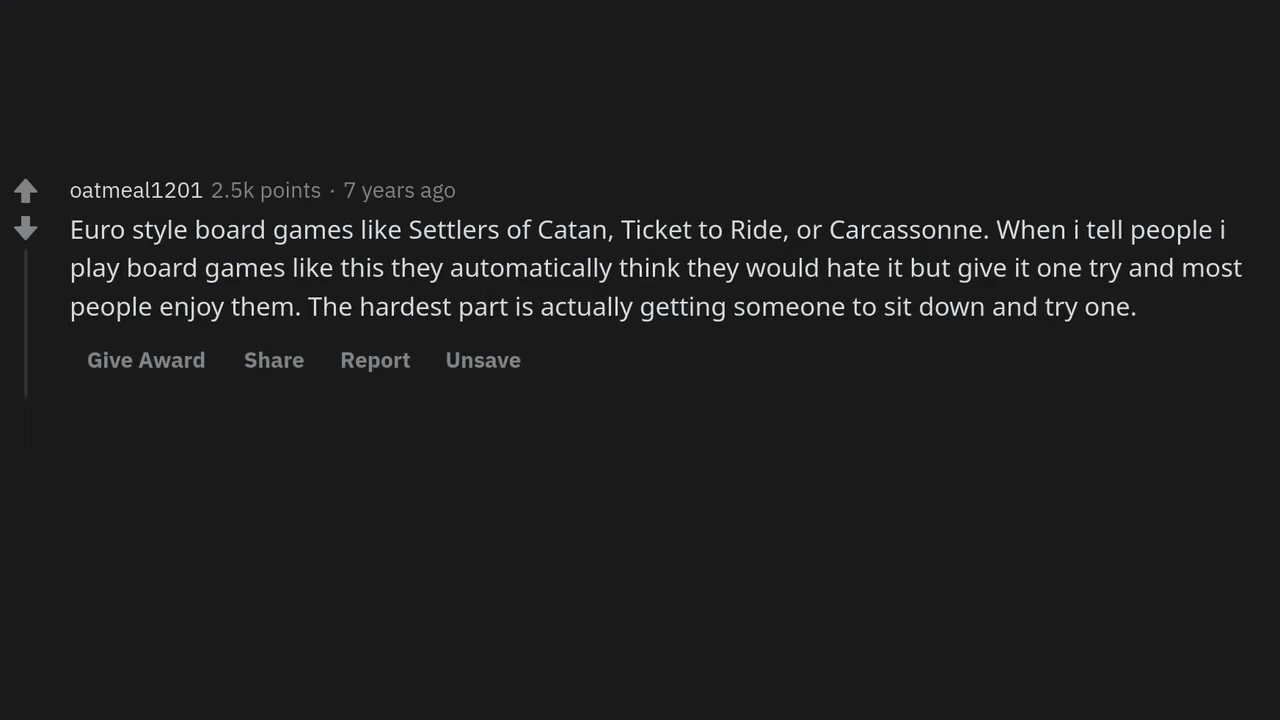 oatmeal1201 2.5k points · 7 years ago
Euro style board games like Settlers of Catan, Ticket to Ride, or Carcassonne. When i tell people i
play board games like this they automatically think they would hate it but give it one try and most
people enjoy them. The hardest part is actually getting someone to sit down and try one.
Give Award Share Report Unsave